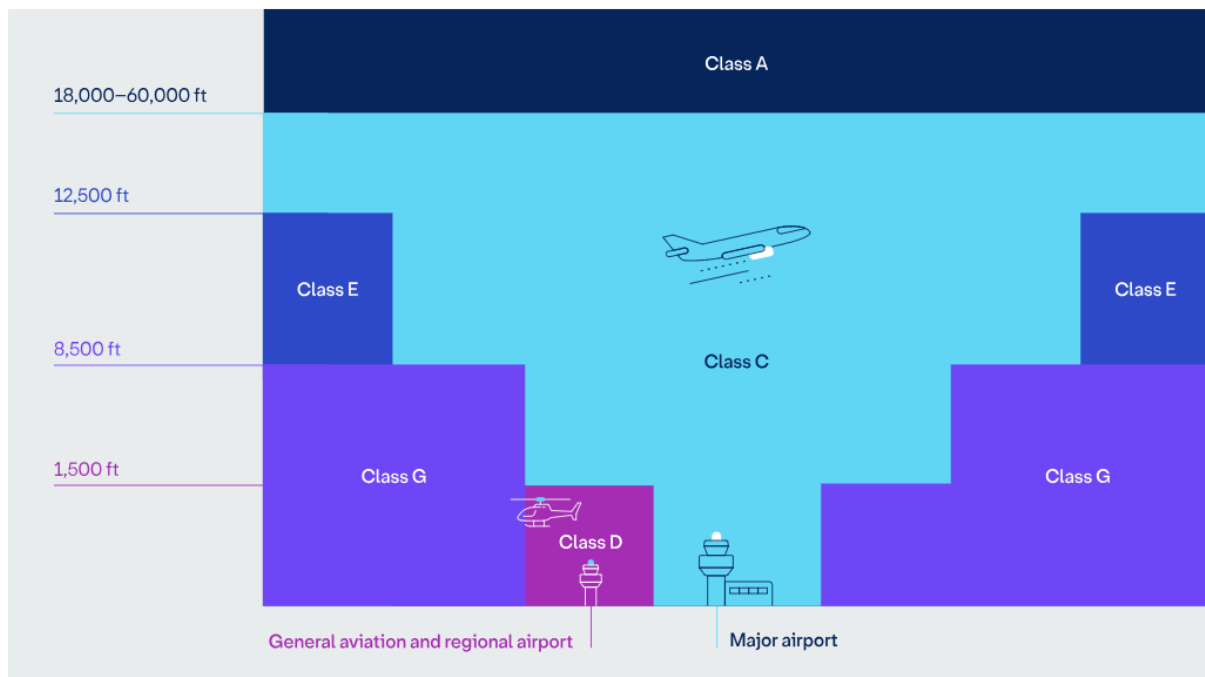 Class A
18,000–60,000 ft
12,500 ft
Class E
Class E
8,500 ft
Class C
1,500 ft
Class G
Class G
Class D
General aviation and regional airport
Major airport